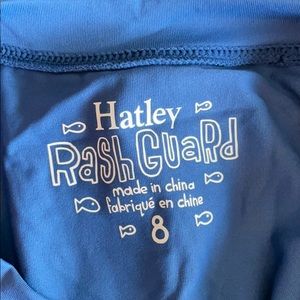 Hatley
RASH GUARD
made in china
fabriqué en chine
8